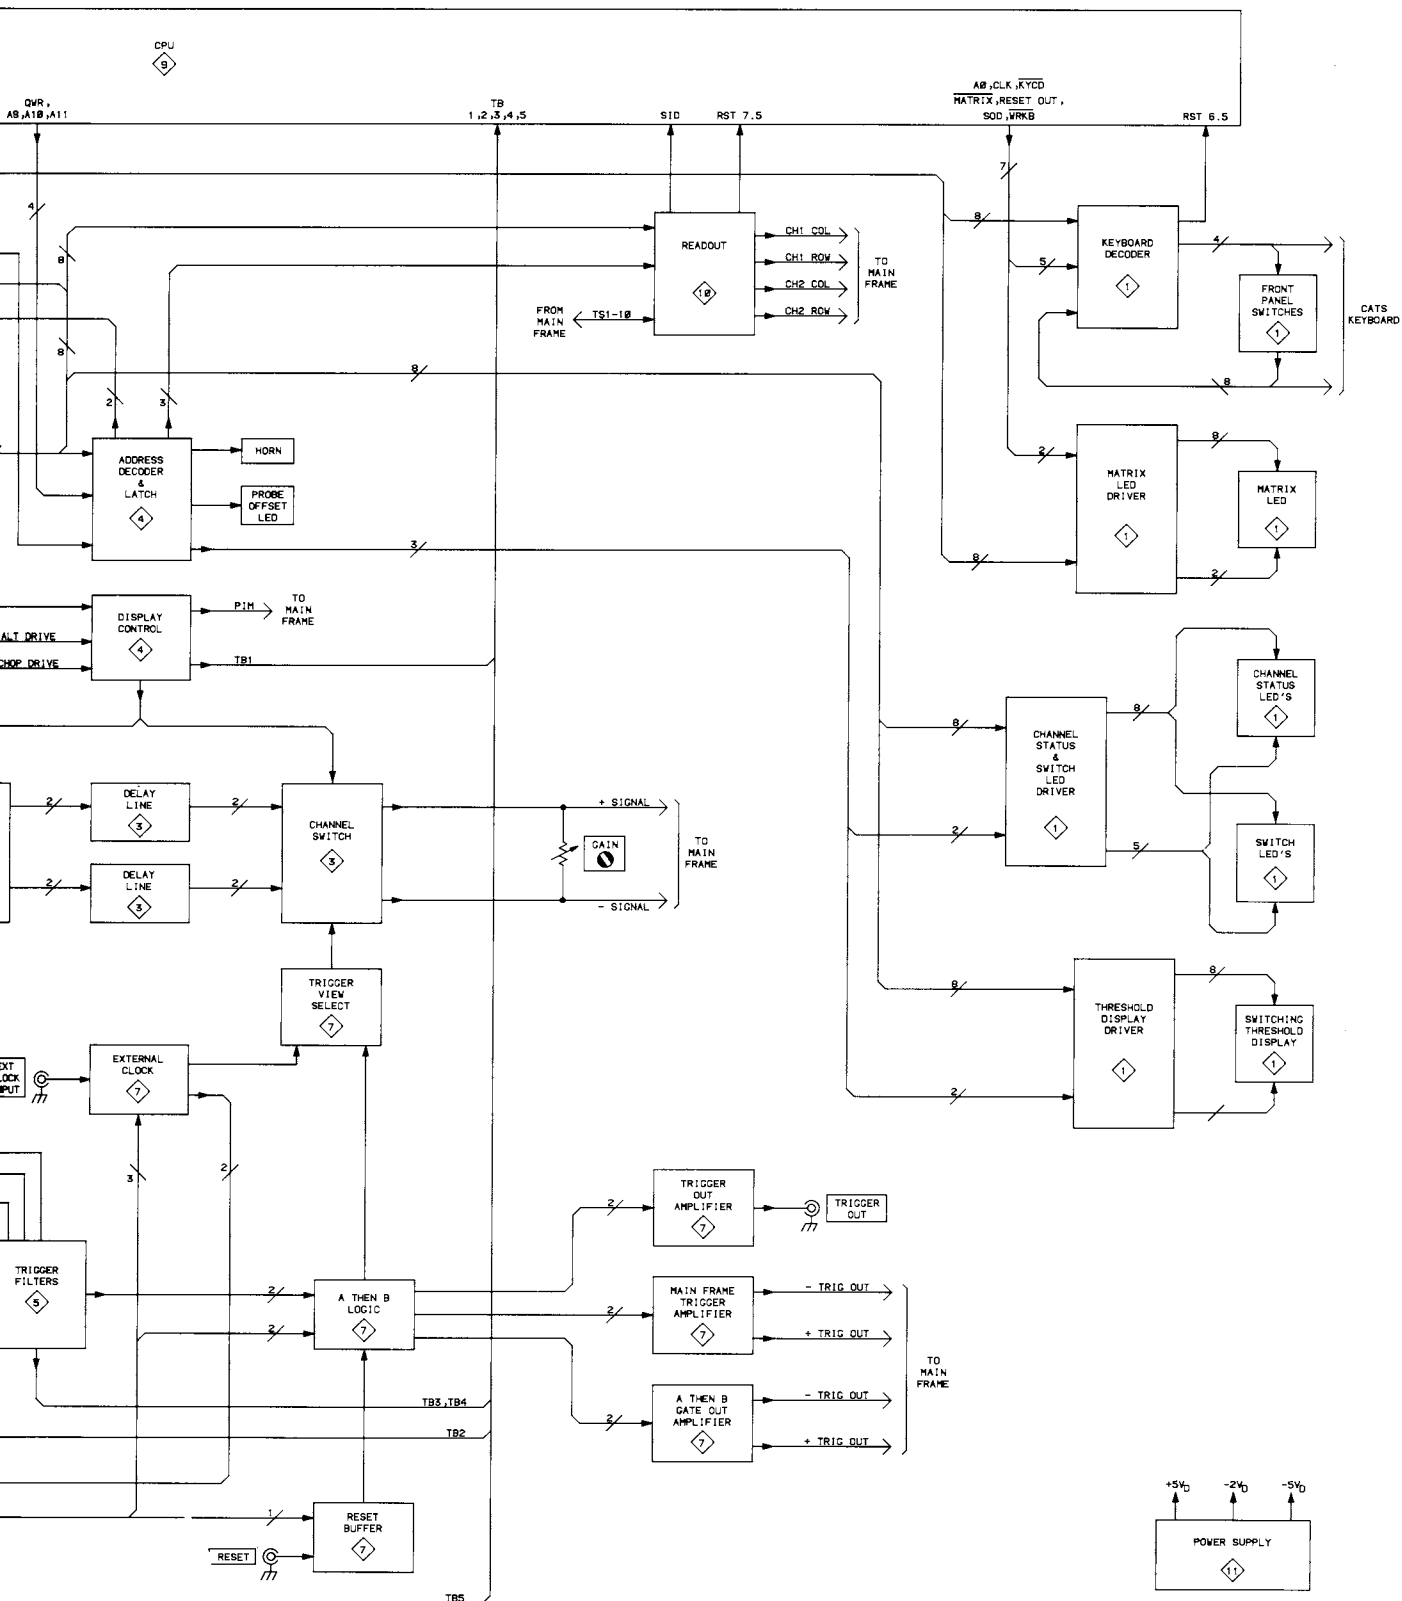 CPU
9
QWR,
A8,A10,A11
TB
1,2,3,4,5
SID
RST 7.5
A0,CLK,KYCD
MATRIX,RESET OUT,
SOD,WRKB
RST 6.5
7
4
8
8
8
2
3
READOUT
10
CH1 COL
CH1 ROW
CH2 COL
CH2 ROW
TO
MAIN
FRAME
FROM
MAIN
FRAME
TS1-10
8
5
KEYBOARD
DECODER
1
4
FRONT
PANEL
SWITCHES
1
8
CATS
KEYBOARD
ADDRESS
DECODER
&
LATCH
4
HORN
PROBE
OFFSET
LED
3
2
8
MATRIX
LED
DRIVER
1
8
2
MATRIX
LED
1
DISPLAY
CONTROL
4
ALT DRIVE
CHOP DRIVE
PIM
TO
MAIN
FRAME
TB1
8
2
CHANNEL
STATUS
&
SWITCH
LED
DRIVER
1
8
5
CHANNEL
STATUS
LED'S
1
SWITCH
LED'S
1
2
DELAY
LINE
3
2
2
DELAY
LINE
3
2
CHANNEL
SWITCH
3
+ SIGNAL
GAIN
- SIGNAL
TO
MAIN
FRAME
TRIGGER
VIEW
SELECT
7
8
2
THRESHOLD
DISPLAY
DRIVER
1
8
SWITCHING
THRESHOLD
DISPLAY
1
EXTERNAL
CLOCK
7
3
2
TRIGGER
FILTERS
5
2
2
A THEN B
LOGIC
7
2
TRIGGER
OUT
AMPLIFIER
7
TRIGGER
OUT
2
MAIN FRAME
TRIGGER
AMPLIFIER
7
- TRIG OUT
+ TRIG OUT
2
A THEN B
GATE OUT
AMPLIFIER
7
- TRIG OUT
+ TRIG OUT
TO
MAIN
FRAME
TB3,TB4
TB2
1
RESET
BUFFER
7
RESET
TB5
+5VD
-2VD
-5VD
POWER SUPPLY
11